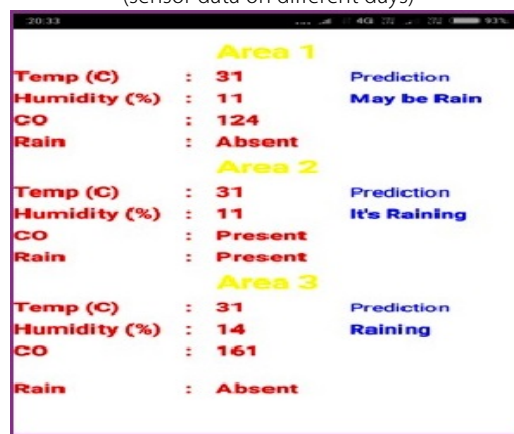 (sensor data on different days)
20:33 4G 93%
Area 1
Temp (C) : 31 Prediction
Humidity (%) : 11 May be Rain
CO : 124
Rain : Absent
Area 2
Temp (C) : 31 Prediction
Humidity (%) : 11 It's Raining
CO : Present
Rain : Present
Area 3
Temp (C) : 31 Prediction
Humidity (%) : 14 Raining
CO : 161
Rain : Absent